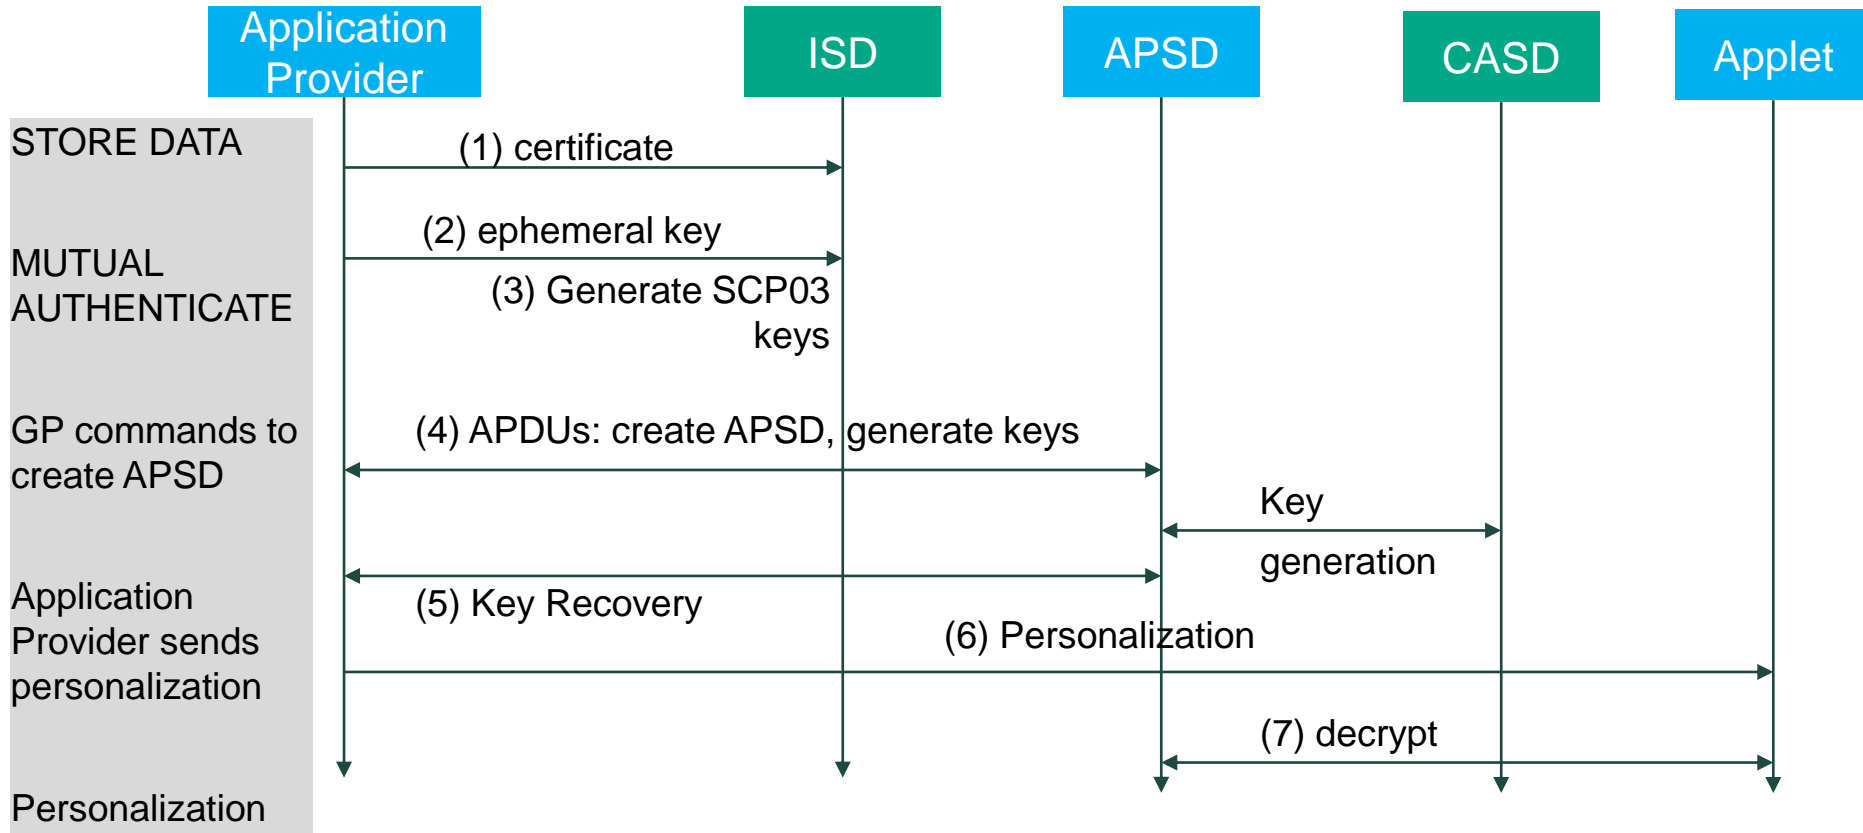 Application
Provider
ISD
APSD
CASD
Applet
STORE DATA
(1) certificate
(2) ephemeral key
MUTUAL
AUTHENTICATE
(3) Generate SCP03
keys
GP commands to
create APSD
(4) APDUs: create APSD, generate keys
Key
generation
Application
Provider sends
personalization
(5) Key Recovery
(6) Personalization
(7) decrypt
Personalization